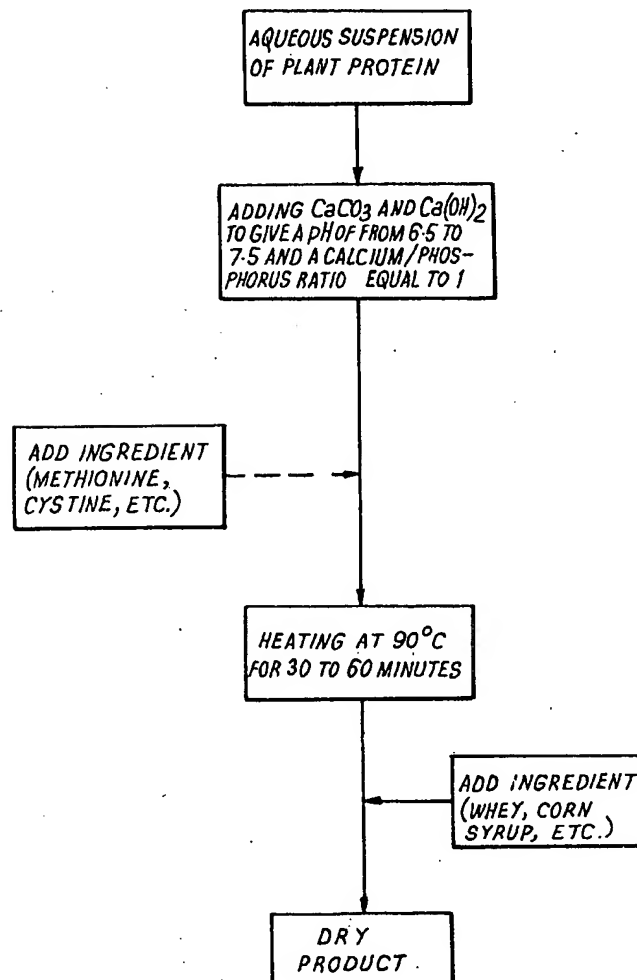 AQUEOUS SUSPENSION
OF PLANT PROTEIN
ADDING CaCO3 AND Ca(OH)2
TO GIVE A pH OF FROM 6.5 TO
7.5 AND A CALCIUM/PHOS-
PHORUS RATIO EQUAL TO 1
ADD INGREDIENT
(METHIONINE,
CYSTINE, ETC.)
HEATING AT 90°C
FOR 30 TO 60 MINUTES
ADD INGREDIENT
(WHEY, CORN
SYRUP, ETC.)
DRY
PRODUCT